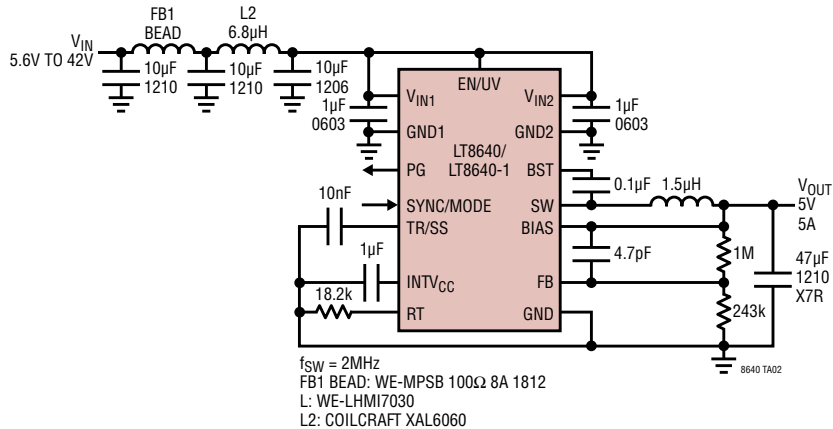 FB1
BEAD
L2
6.8µH
VIN
5.6V TO 42V
10µF
1210
10µF
1210
10µF
1206
1µF
0603
VIN1
EN/UV
VIN2
1µF
0603
GND1
GND2
LT8640/
LT8640-1
PG
BST
0.1µF
1.5µH
VOUT
5V
5A
10nF
SYNC/MODE
SW
TR/SS
BIAS
1µF
4.7pF
1M
47µF
1210
X7R
INTVCC
FB
18.2k
243k
RT
GND
8640 TA02
fSW = 2MHz
FB1 BEAD: WE-MPSB 100Ω 8A 1812
L: WE-LHMI7030
L2: COILCRAFT XAL6060